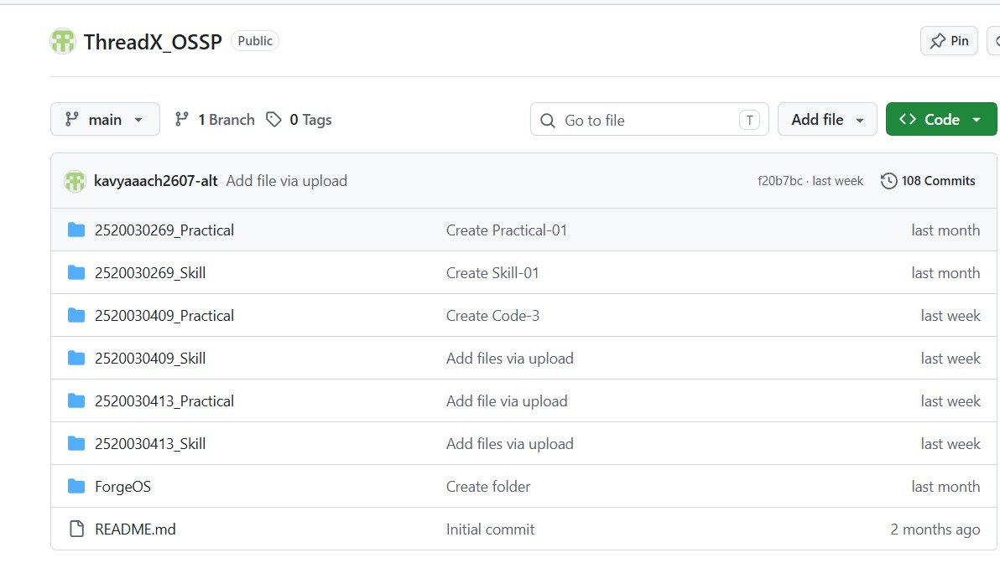 ThreadX_OSSP Public Pin
main 1 Branch 0 Tags Go to file T Add file Code
kavyaaach2607-alt Add file via upload f20b7bc · last week 108 Commits
2520030269_Practical Create Practical-01 last month
2520030269_Skill Create Skill-01 last month
2520030409_Practical Create Code-3 last week
2520030409_Skill Add files via upload last week
2520030413_Practical Add file via upload last week
2520030413_Skill Add files via upload last week
ForgeOS Create folder last month
README.md Initial commit 2 months ago